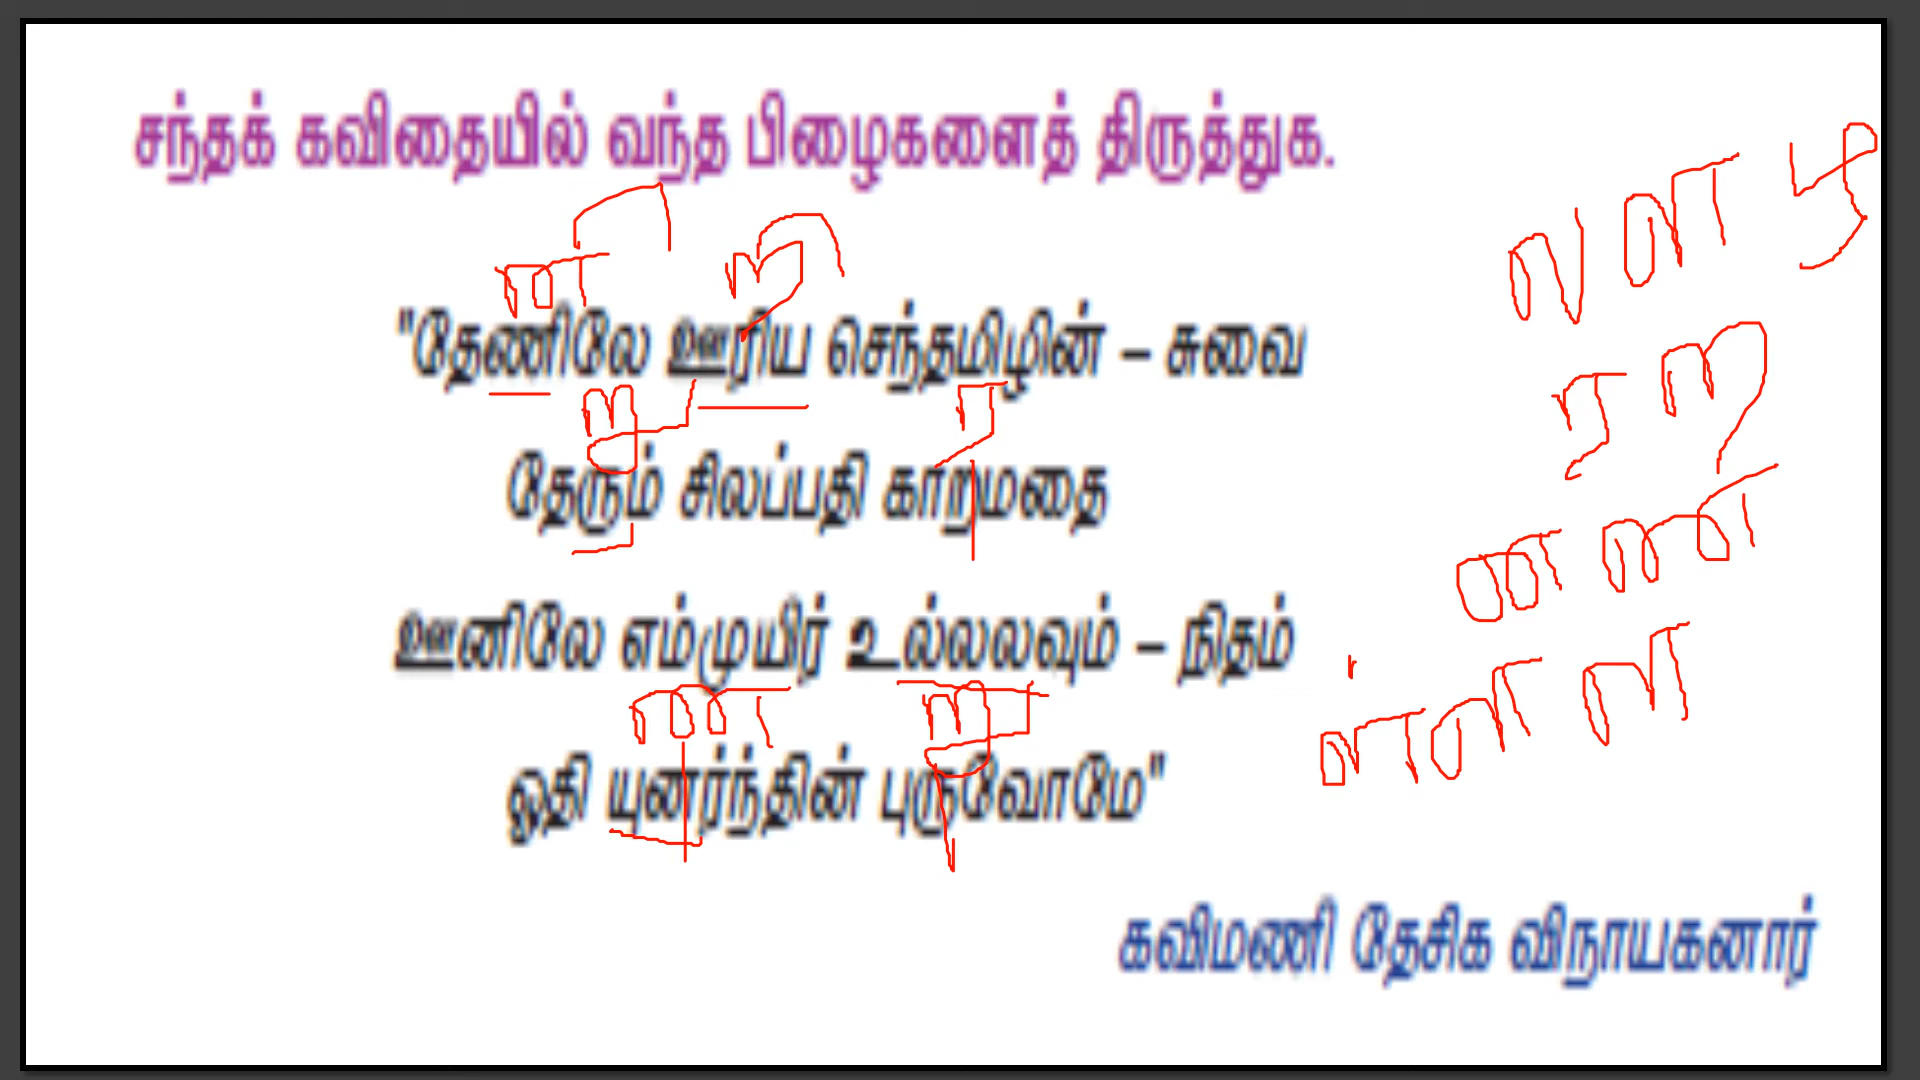 சந்தக் கவிதையில் வந்த பிழைகளைத் திருத்துக.
னி றி
ல ள ழ
"தேணிலே ஊரிய செந்தமிழின் – சுவை
ர ற
று ர
தேரும் சிலப்பதி காறமதை
ண ன
ஊனிலே எம்முயிர் உல்லலவும் – நிதம்
ண று
ஓதி யுனர்ந்தின் புருவோமே"
கவிமணி தேசிக விநாயகனார்